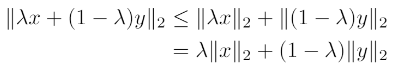 ‖λx + (1 − λ)y‖₂ ≤ ‖λx‖₂ + ‖(1 − λ)y‖₂
= λ‖x‖₂ + (1 − λ)‖y‖₂